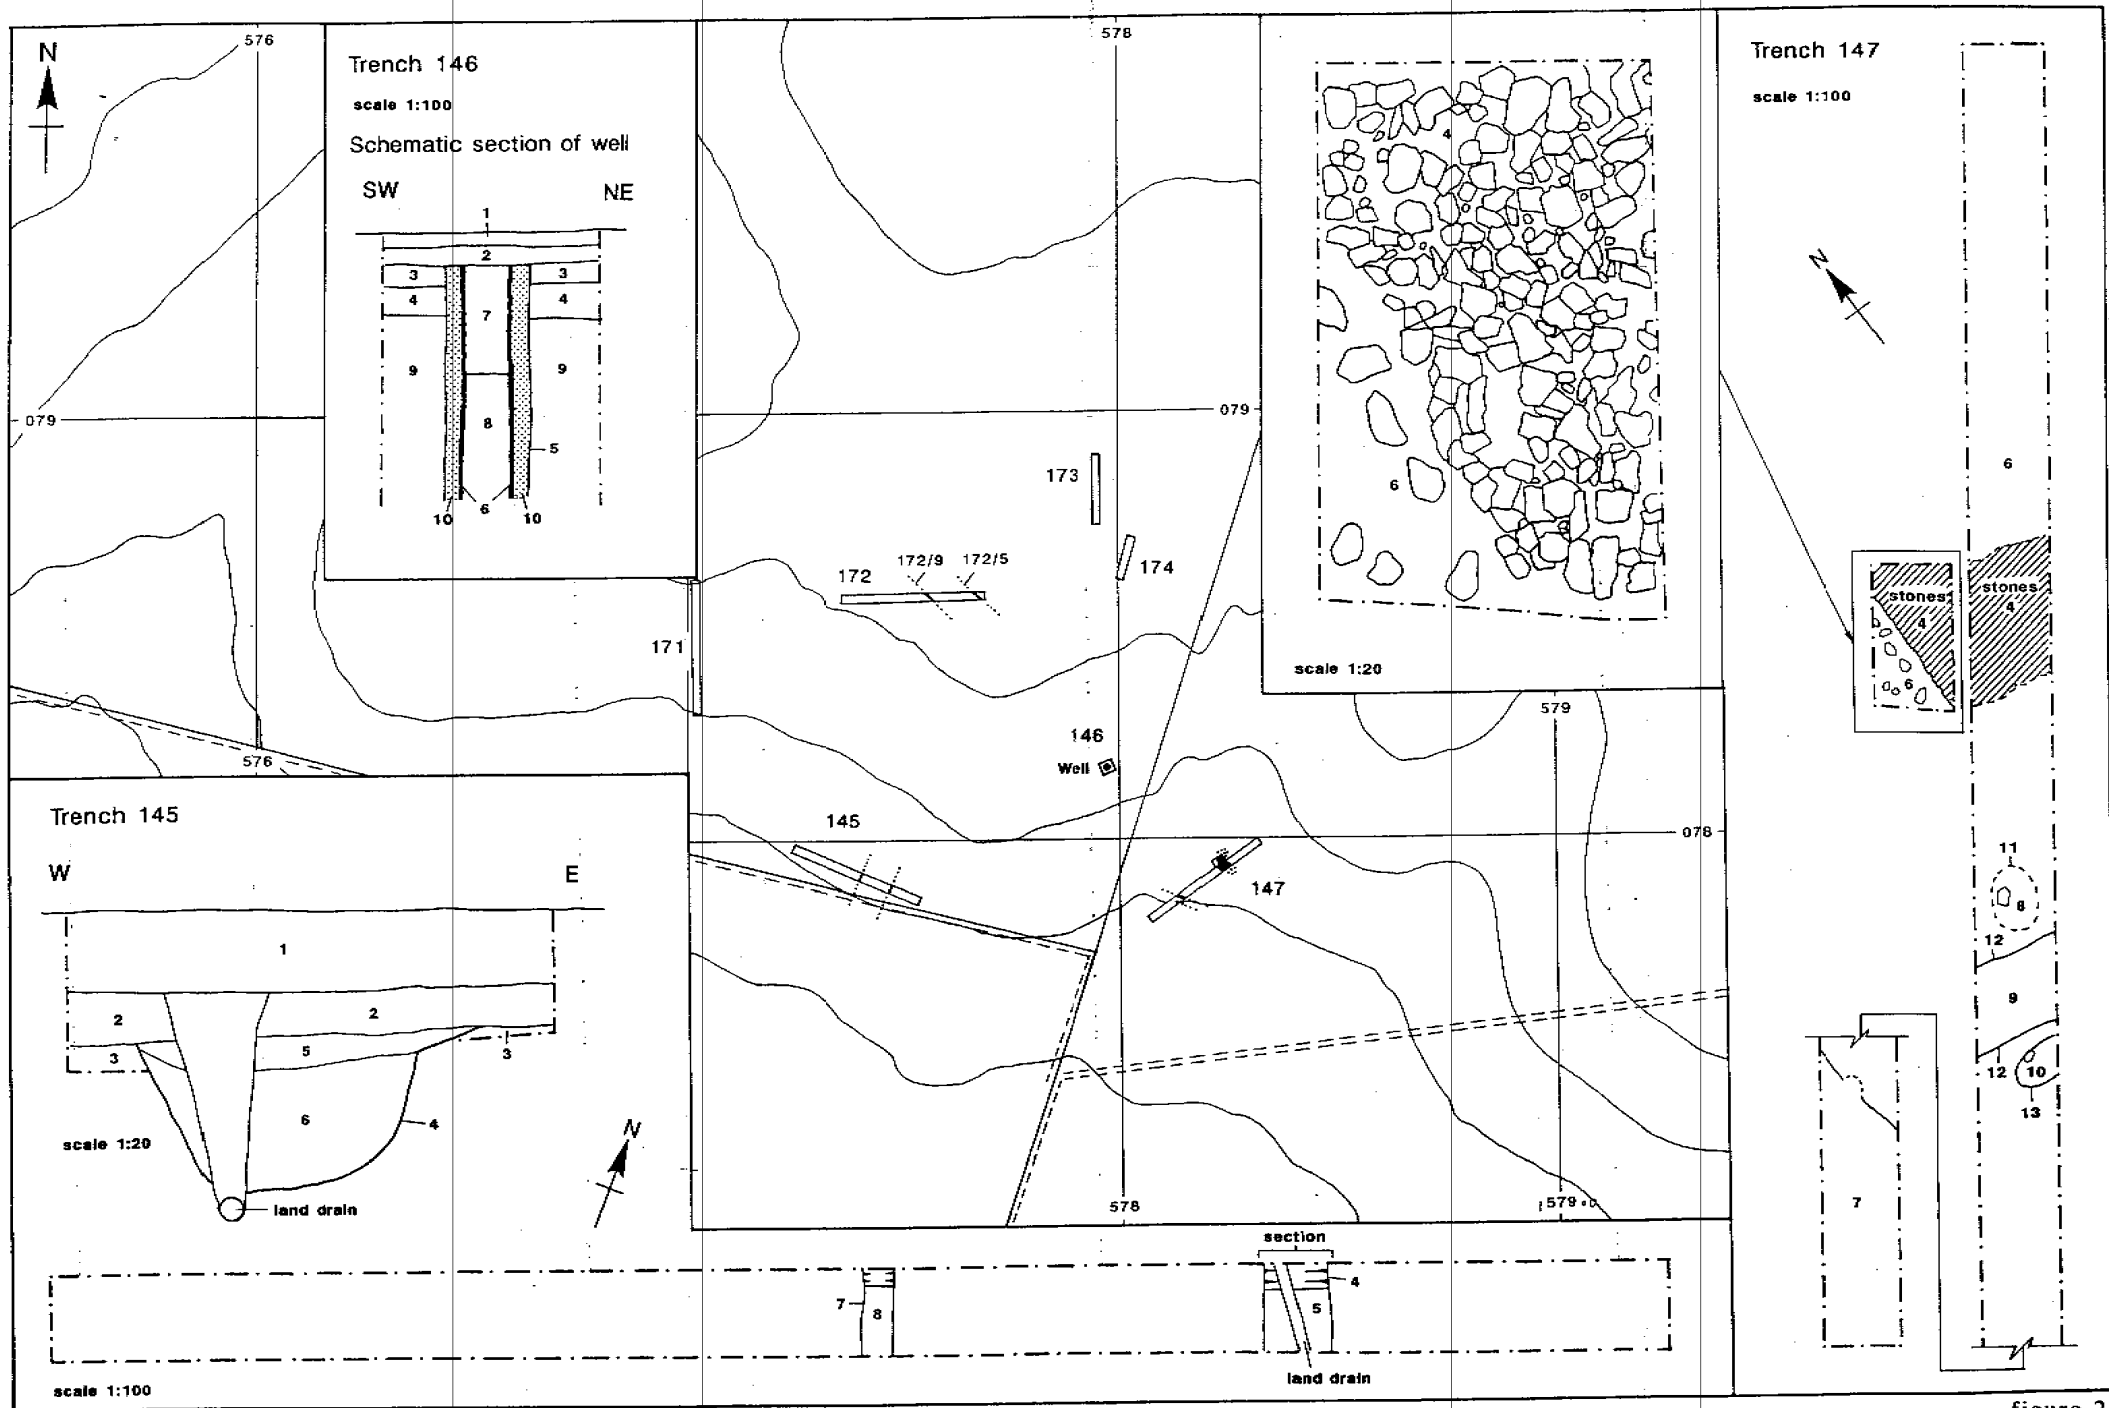 N
576
Trench 146
scale 1:100
Schematic section of well
SW
NE
1
2
3
3
4
4
7
9
9
8
5
10
6
10
079
578
079
173
172
172/9
172/5
174
171
146
Well
145
147
579
078
576
578
579
4
6
scale 1:20
Trench 147
scale 1:100
N
6
stones
4
stones
4
6
11
8
12
9
12
10
13
7
Trench 145
W
E
1
2
2
3
5
3
6
4
scale 1:20
N
land drain
section
7
8
4
5
land drain
scale 1:100